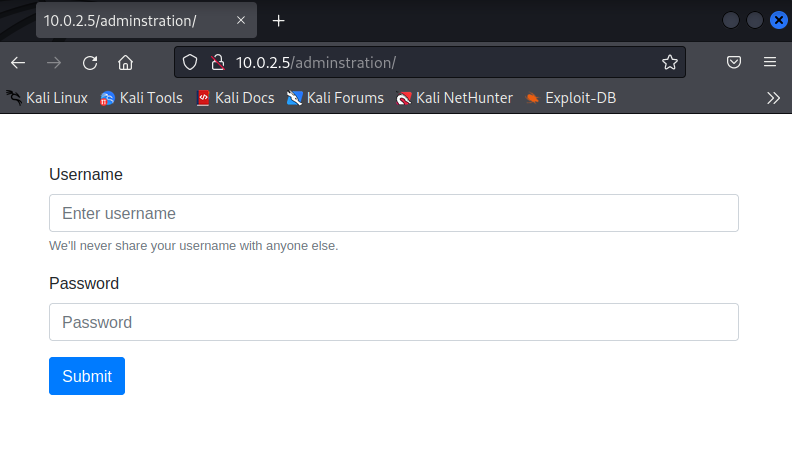 10.0.2.5/adminstration/
10.0.2.5/adminstration/
Kali Linux Kali Tools Kali Docs Kali Forums Kali NetHunter Exploit-DB
Username
Enter username
We'll never share your username with anyone else.
Password
Password
Submit